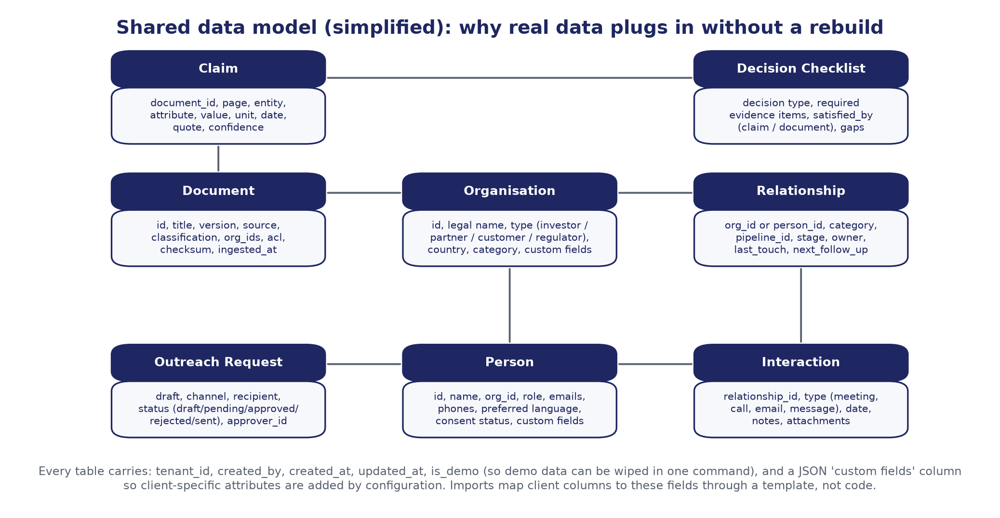 Shared data model (simplified): why real data plugs in without a rebuild
Claim
document_id, page, entity,
attribute, value, unit, date,
quote, confidence
Decision Checklist
decision type, required
evidence items, satisfied_by
(claim / document), gaps
Document
id, title, version, source,
classification, org_ids, acl,
checksum, ingested_at
Organisation
id, legal name, type (investor /
partner / customer / regulator),
country, category, custom fields
Relationship
org_id or person_id, category,
pipeline_id, stage, owner,
last_touch, next_follow_up
Outreach Request
draft, channel, recipient,
status (draft/pending/approved/
rejected/sent), approver_id
Person
id, name, org_id, role, emails,
phones, preferred language,
consent status, custom fields
Interaction
relationship_id, type (meeting,
call, email, message), date,
notes, attachments
Every table carries: tenant_id, created_by, created_at, updated_at, is_demo (so demo data can be wiped in one command), and a JSON 'custom fields' column
so client-specific attributes are added by configuration. Imports map client columns to these fields through a template, not code.